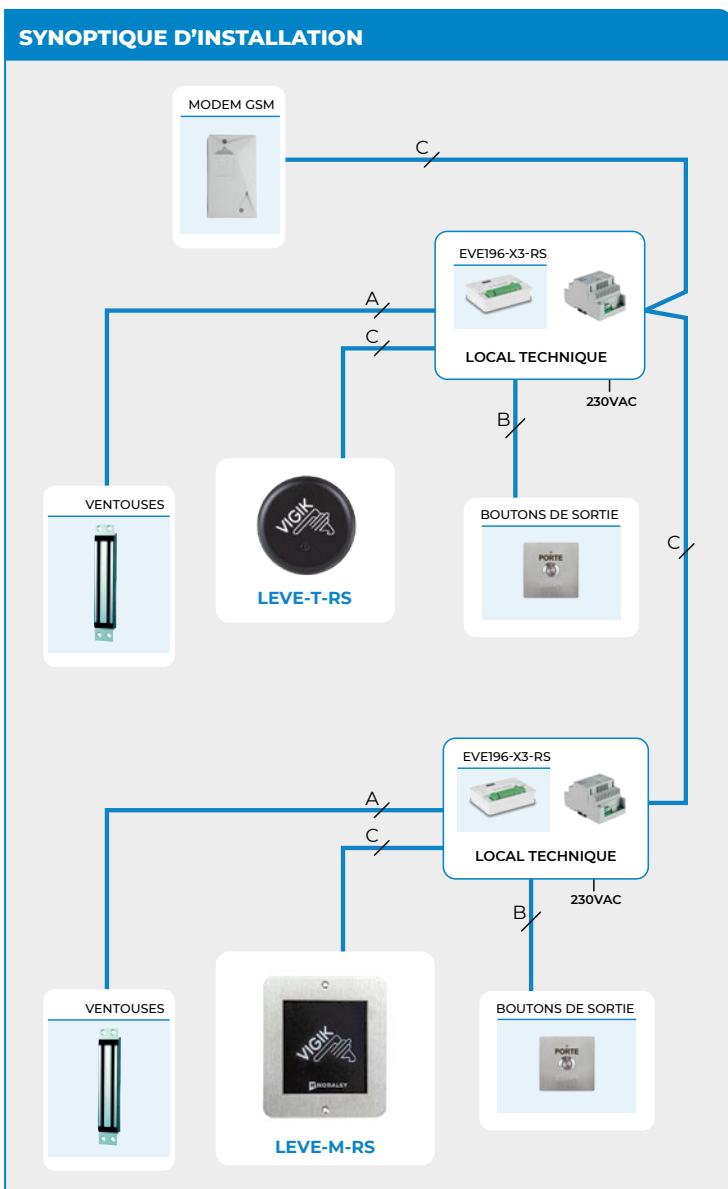 SYNOPTIQUE D'INSTALLATION
MODEM GSM
C
EVE196-X3-RS
A
C
LOCAL TECHNIQUE
230VAC
B
VENTOUSES
VIGIK
LEVE-T-RS
BOUTONS DE SORTIE
PORTE
C
EVE196-X3-RS
A
C
LOCAL TECHNIQUE
230VAC
B
VENTOUSES
VIGIK
NORALSY
LEVE-M-RS
BOUTONS DE SORTIE
PORTE